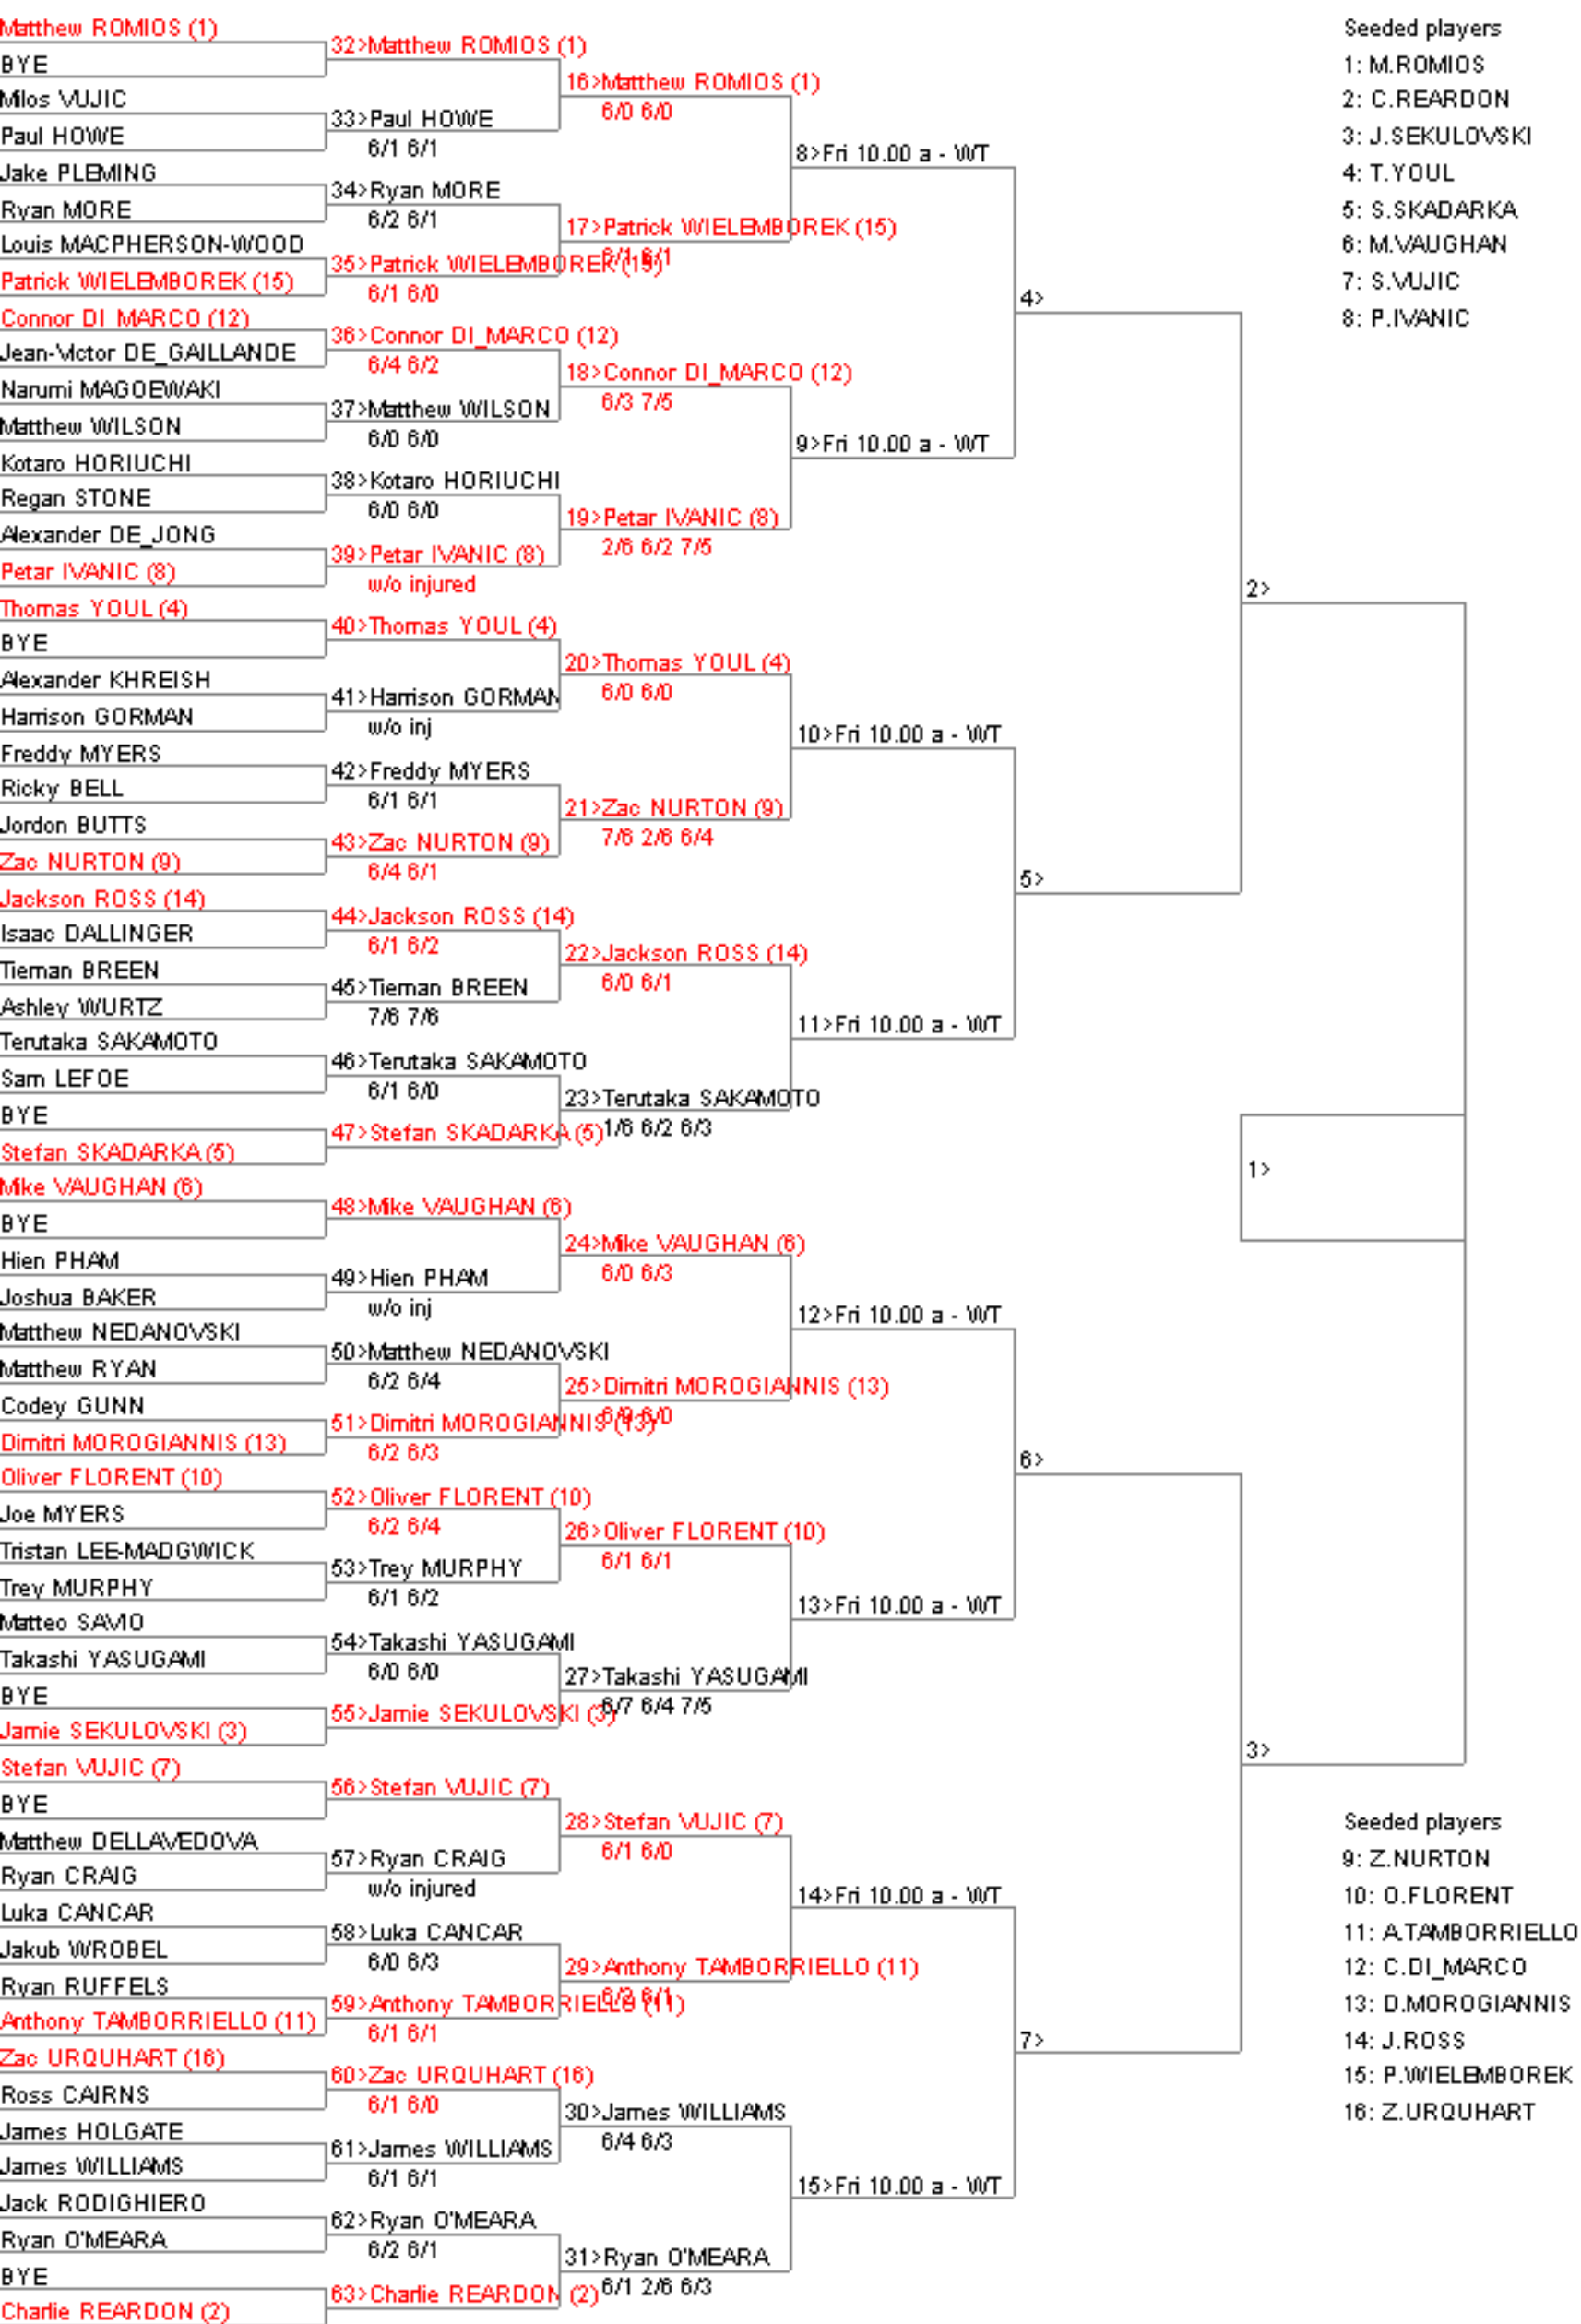 Matthew ROMIOS (1)
BYE
Milos VUJIC
Paul HOWE
Jake PLEMING
Ryan MORE
Louis MACPHERSON-WOOD
Patrick WIELEMBOREK (15)
Connor DI_MARCO (12)
Jean-Victor DE_GAILLANDE
Narumi MAGOEWAKI
Matthew WILSON
Kotaro HORIUCHI
Regan STONE
Alexander DE_JONG
Petar IVANIC (8)
Thomas YOUL (4)
BYE
Alexander KHREISH
Harrison GORMAN
Freddy MYERS
Ricky BELL
Jordon BUTTS
Zac NURTON (9)
Jackson ROSS (14)
Isaac DALLINGER
Tiernan BREEN
Ashley WURTZ
Terutaka SAKAMOTO
Sam LEFOE
BYE
Stefan SKADARKA (5)
Mike VAUGHAN (6)
BYE
Hien PHAM
Joshua BAKER
Matthew NEDANOVSKI
Matthew RYAN
Codey GUNN
Dimitri MOROGIANNIS (13)
Oliver FLORENT (10)
Joe MYERS
Tristan LEE-MADGWICK
Trey MURPHY
Matteo SAVIO
Takashi YASUGAMI
BYE
Jamie SEKULOVSKI (3)
Stefan VUJIC (7)
BYE
Matthew DELLAVEDOVA
Ryan CRAIG
Luka CANCAR
Jakub WROBEL
Ryan RUFFELS
Anthony TAMBORRIELLO (11)
Zac URQUHART (16)
Ross CAIRNS
James HOLGATE
James WILLIAMS
Jack RODIGHIERO
Ryan O'MEARA
BYE
Charlie REARDON (2)
32>Matthew ROMIOS (1)
33>Paul HOWE
6/1 6/1
34>Ryan MORE
6/2 6/1
35>Patrick WIELEMBOREK (15)
6/1 6/0
36>Connor DI_MARCO (12)
6/4 6/2
37>Matthew WILSON
6/0 6/0
38>Kotaro HORIUCHI
6/0 6/0
39>Petar IVANIC (8)
w/o injured
40>Thomas YOUL (4)
41>Harrison GORMAN
w/o inj
42>Freddy MYERS
6/1 6/1
43>Zac NURTON (9)
6/4 6/1
44>Jackson ROSS (14)
6/1 6/2
45>Tiernan BREEN
7/6 7/6
46>Terutaka SAKAMOTO
6/1 6/0
47>Stefan SKADARKA (5)
48>Mike VAUGHAN (6)
49>Hien PHAM
w/o inj
50>Matthew NEDANOVSKI
6/2 6/4
51>Dimitri MOROGIANNIS (13)
6/2 6/3
52>Oliver FLORENT (10)
6/2 6/4
53>Trey MURPHY
6/1 6/2
54>Takashi YASUGAMI
6/0 6/0
55>Jamie SEKULOVSKI (3)
56>Stefan VUJIC (7)
57>Ryan CRAIG
w/o injured
58>Luka CANCAR
6/0 6/3
59>Anthony TAMBORRIELLO (11)
6/1 6/1
60>Zac URQUHART (16)
6/1 6/0
61>James WILLIAMS
6/1 6/1
62>Ryan O'MEARA
6/2 6/1
63>Charlie REARDON (2)
16>Matthew ROMIOS (1)
6/0 6/0
17>Patrick WIELEMBOREK (15)
18>Connor DI_MARCO (12)
6/3 7/5
19>Petar IVANIC (8)
2/6 6/2 7/5
20>Thomas YOUL (4)
6/0 6/0
21>Zac NURTON (9)
7/6 2/6 6/4
22>Jackson ROSS (14)
6/0 6/1
23>Terutaka SAKAMOTO
1/6 6/2 6/3
24>Mike VAUGHAN (6)
6/0 6/3
25>Dimitri MOROGIANNIS (13)
26>Oliver FLORENT (10)
6/1 6/1
27>Takashi YASUGAMI
6/7 6/4 7/5
28>Stefan VUJIC (7)
6/1 6/0
29>Anthony TAMBORRIELLO (11)
30>James WILLIAMS
6/4 6/3
31>Ryan O'MEARA
6/1 2/6 6/3
8>Fri 10.00 a - WT
9>Fri 10.00 a - WT
10>Fri 10.00 a - WT
11>Fri 10.00 a - WT
12>Fri 10.00 a - WT
13>Fri 10.00 a - WT
14>Fri 10.00 a - WT
15>Fri 10.00 a - WT
4>
5>
6>
7>
2>
1>
3>
Seeded players
1: M.ROMIOS
2: C.REARDON
3: J.SEKULOVSKI
4: T.YOUL
5: S.SKADARKA
6: M.VAUGHAN
7: S.VUJIC
8: P.IVANIC
Seeded players
9: Z.NURTON
10: O.FLORENT
11: A.TAMBORRIELLO
12: C.DI_MARCO
13: D.MOROGIANNIS
14: J.ROSS
15: P.WIELEMBOREK
16: Z.URQUHART